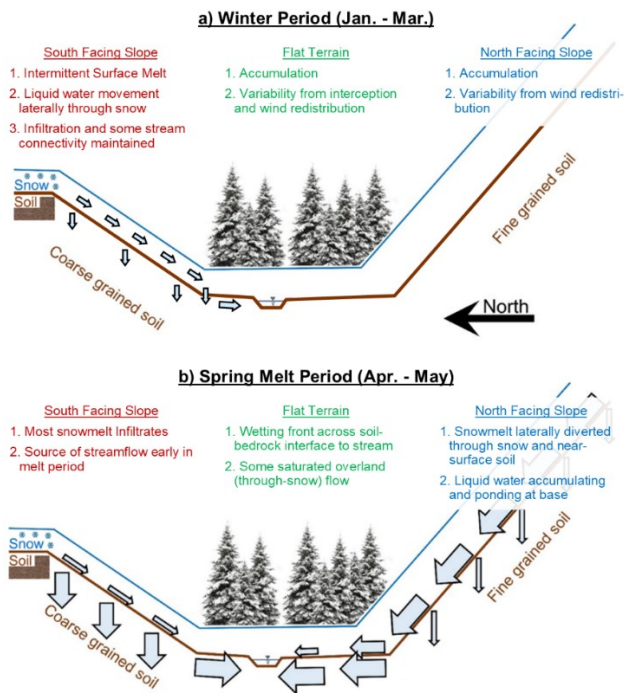 a) Winter Period (Jan. - Mar.)
South Facing Slope
1. Intermittent Surface Melt
2. Liquid water movement
laterally through snow
3. Infiltration and some stream
connectivity maintained
Flat Terrain
1. Accumulation
2. Variability from interception
and wind redistribution
North Facing Slope
1. Accumulation
2. Variability from wind redistri-
bution
Snow
Soil
Coarse grained soil
Fine grained soil
North
b) Spring Melt Period (Apr. - May)
South Facing Slope
1. Most snowmelt Infiltrates
2. Source of streamflow early in
melt period
Flat Terrain
1. Wetting front across soil-
bedrock interface to stream
2. Some saturated overland
(through-snow) flow
North Facing Slope
1. Snowmelt laterally diverted
through snow and near-
surface soil
2. Liquid water accumulating
and ponding at base
Snow
Soil
Coarse grained soil
Fine grained soil